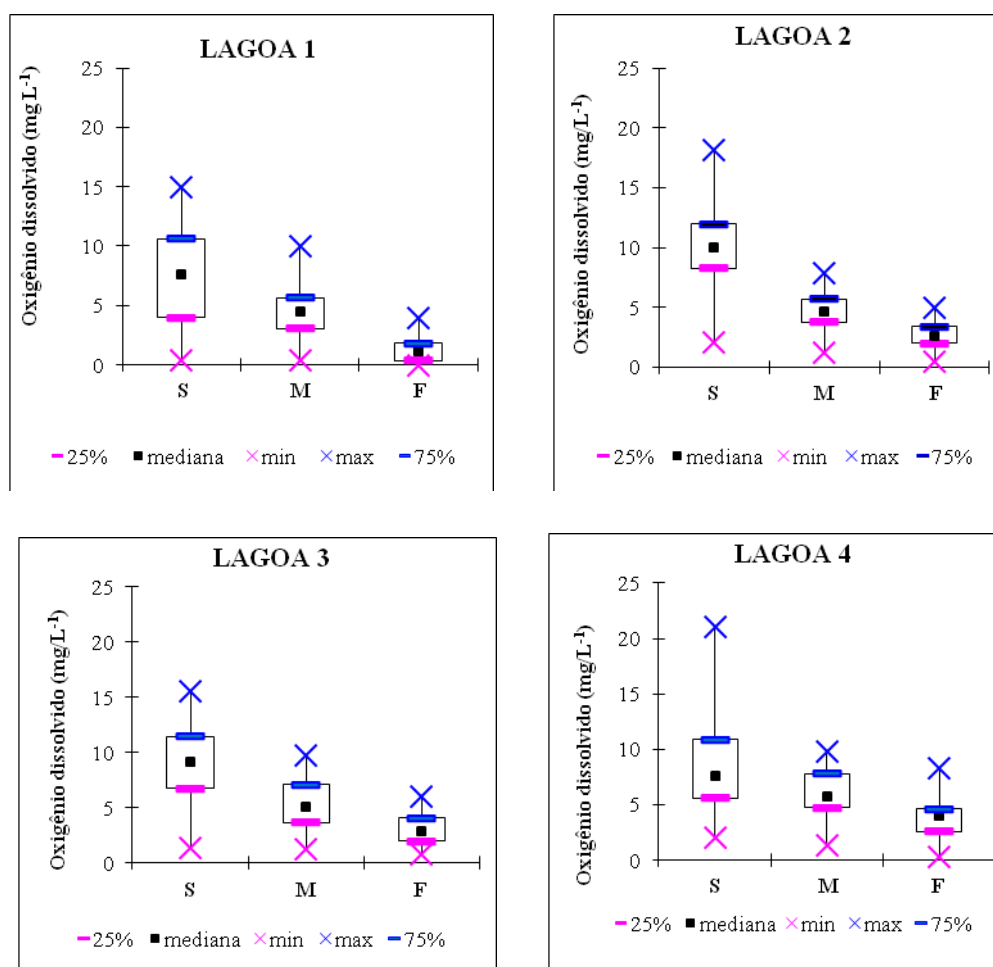 LAGOA 1
Oxigênio dissolvido (mg L⁻¹)
25
20
15
10
5
0
S M F
25% mediana min max 75%
LAGOA 2
Oxigênio dissolvido (mg/L⁻¹)
25
20
15
10
5
0
S M F
25% mediana min max 75%
LAGOA 3
Oxigênio dissolvido (mg/L⁻¹)
25
20
15
10
5
0
S M F
25% mediana min max 75%
LAGOA 4
Oxigênio dissolvido (mg/L⁻¹)
25
20
15
10
5
0
S M F
25% mediana min max 75%